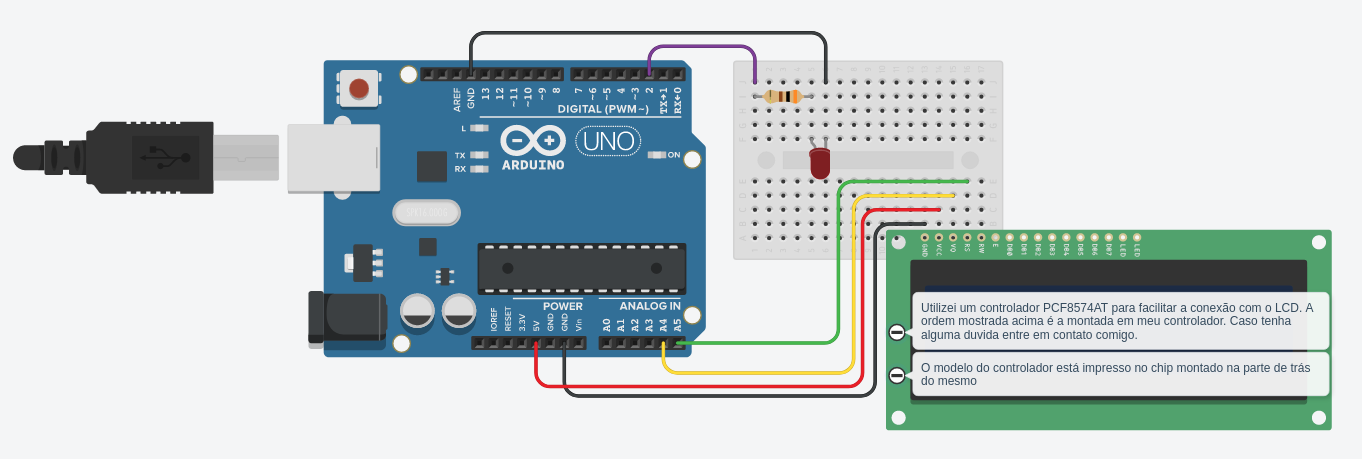 AREF
GND
13
12
~11
~10
~9
8
7
~6
~5
4
~3
2
TX→1
RX←0
DIGITAL (PWM~)
L
TX
RX
ARDUINO
UNO
ON
POWER
ANALOG IN
IOREF
RESET
3.3V
5V
GND
GND
Vin
A0
A1
A2
A3
A4
A5
GND
VCC
VO
RS
RW
E
DB0
DB1
DB2
DB3
DB4
DB5
DB6
DB7
LED
LED
Utilizei um controlador PCF8574AT para facilitar a conexão com o LCD. A
ordem mostrada acima é a montada em meu controlador. Caso tenha
alguma duvida entre em contato comigo.
O modelo do controlador está impresso no chip montado na parte de trás
do mesmo